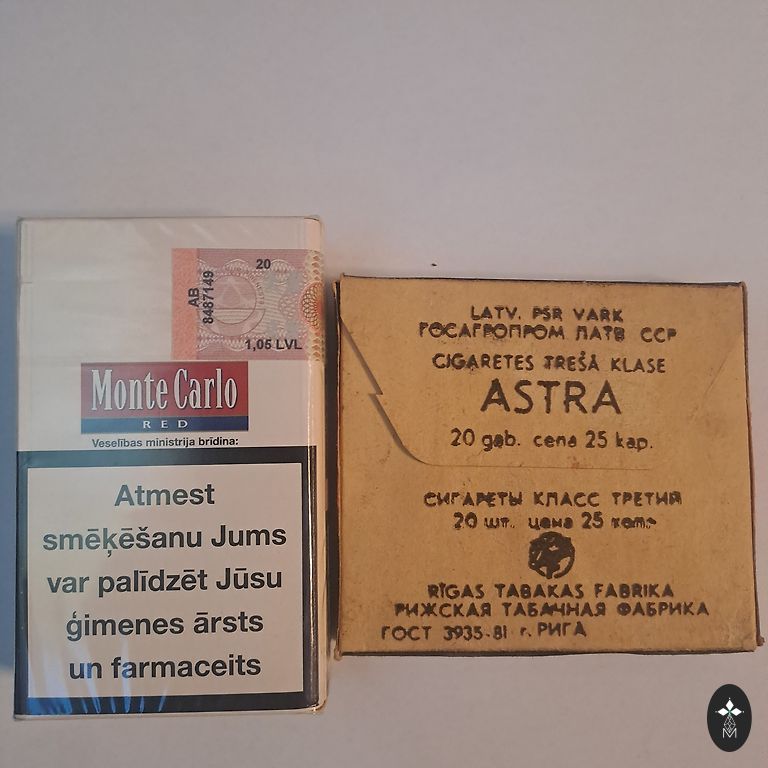 20
AB
8487149
1,05 LVL
Monte Carlo
RED
Veselības ministrija brīdina:
Atmest
smēķēšanu Jums
var palīdzēt Jūsu
ģimenes ārsts
un farmaceits
LATV. PSR VARK
ГОСАГРОПРОМ ЛАТВ ССР
CIGARETES TREŠĀ KLASE
ASTRA
20 gab. cena 25 kap.
СИГАРЕТЫ КЛАСС ТРЕТИЙ
20 шт. цена 25 коп.
RĪGAS TABAKAS FABRIKA
РИЖСКАЯ ТАБАЧНАЯ ФАБРИКА
ГОСТ 3935-81 г. РИГА
M